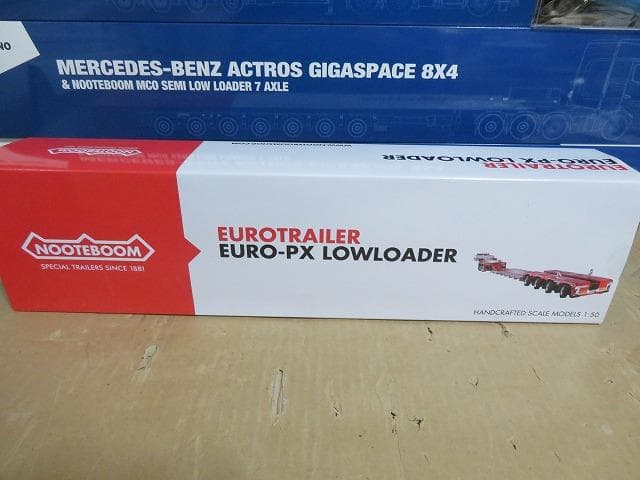 NO
MERCEDES-BENZ ACTROS GIGASPACE 8X4
& NOOTEBOOM MCO SEMI LOW LOADER 7 AXLE
EUROTRAILER
EURO-PX LOWLOADER
NOOTEBOOM
SPECIAL TRAILERS SINCE 1881
EUROTRAILER
EURO-PX LOWLOADER
HANDCRAFTED SCALE MODELS 1:50